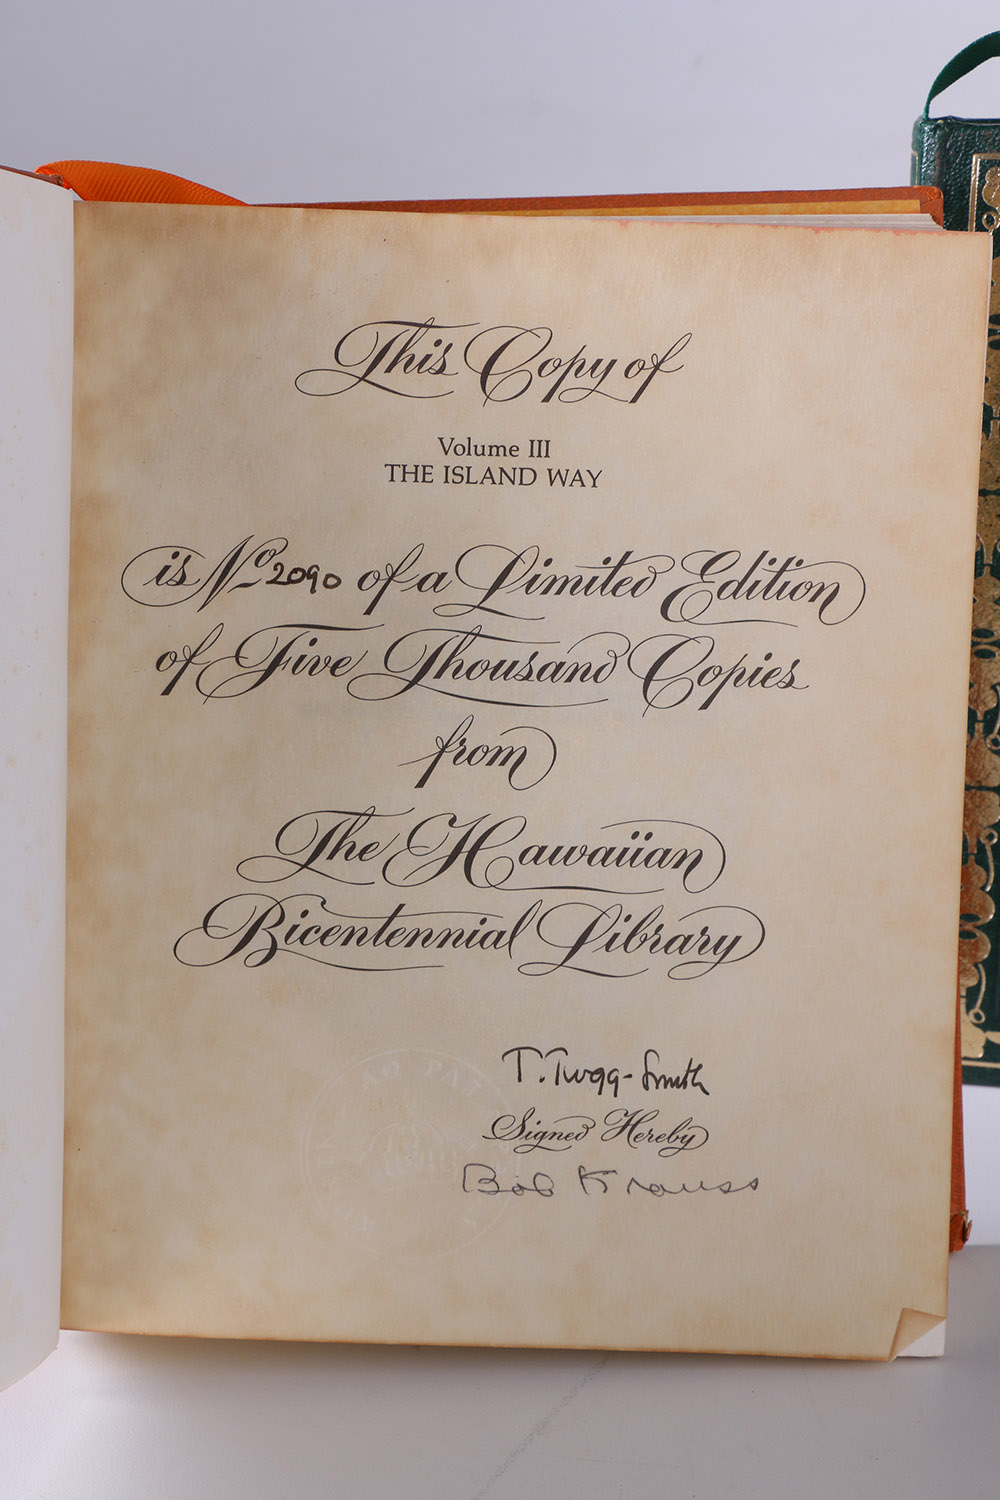 This Copy of
Volume III
THE ISLAND WAY
is No 2090 of a Limited Edition
of Five Thousand Copies
from
The Hawaiian
Bicentennial Library
T. Twigg-Smith
Signed Hereby
Bob Krauss